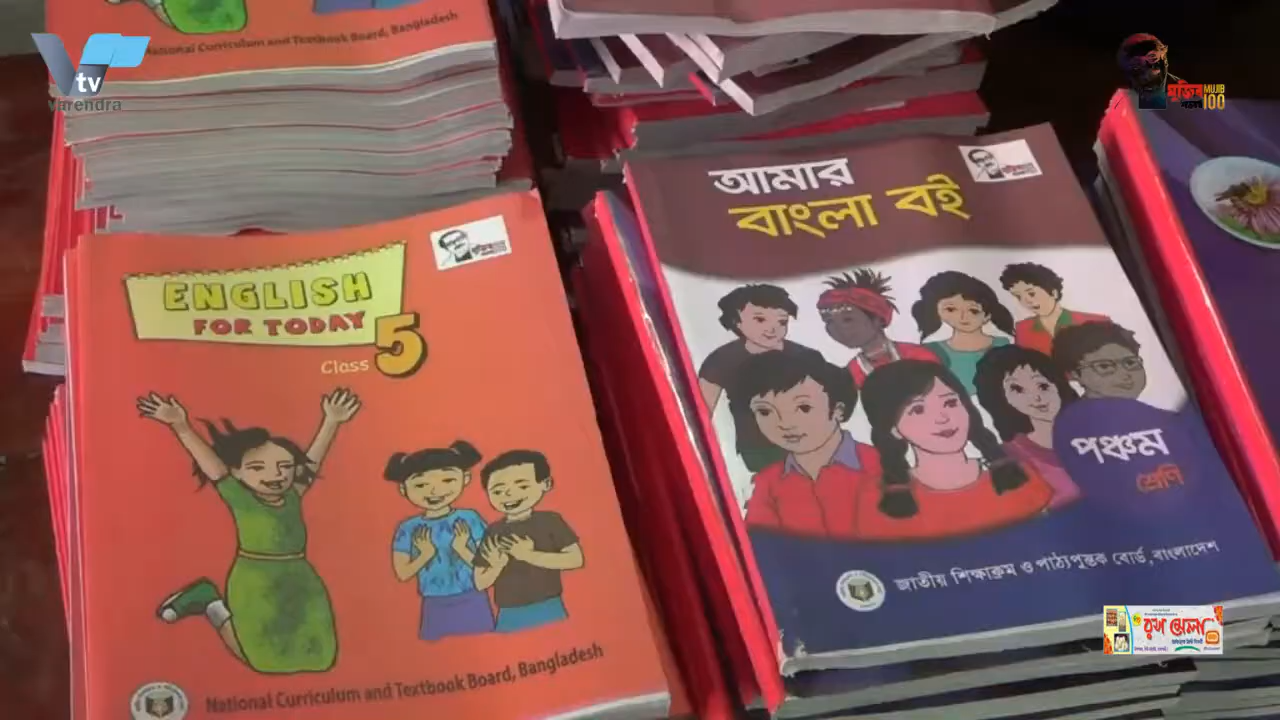 National Curriculum and Textbook Board, Bangladesh
tv
varendra
মুজিব
MUJIB
100
ENGLISH
FOR TODAY
Class 5
National Curriculum and Textbook Board, Bangladesh
আমার
বাংলা বই
পঞ্চম
শ্রেণি
জাতীয় শিক্ষাক্রম ও পাঠ্যপুস্তক বোর্ড, বাংলাদেশ